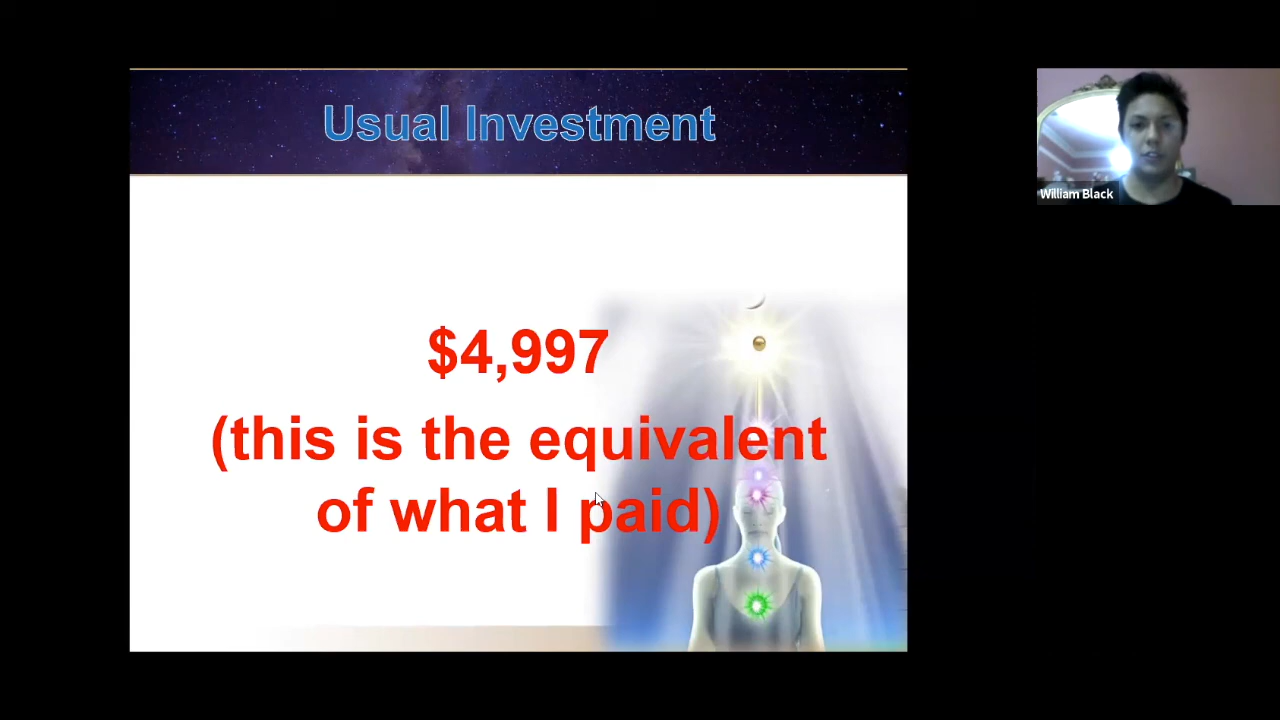 Usual Investment
$4,997
(this is the equivalent
of what I paid)
William Black